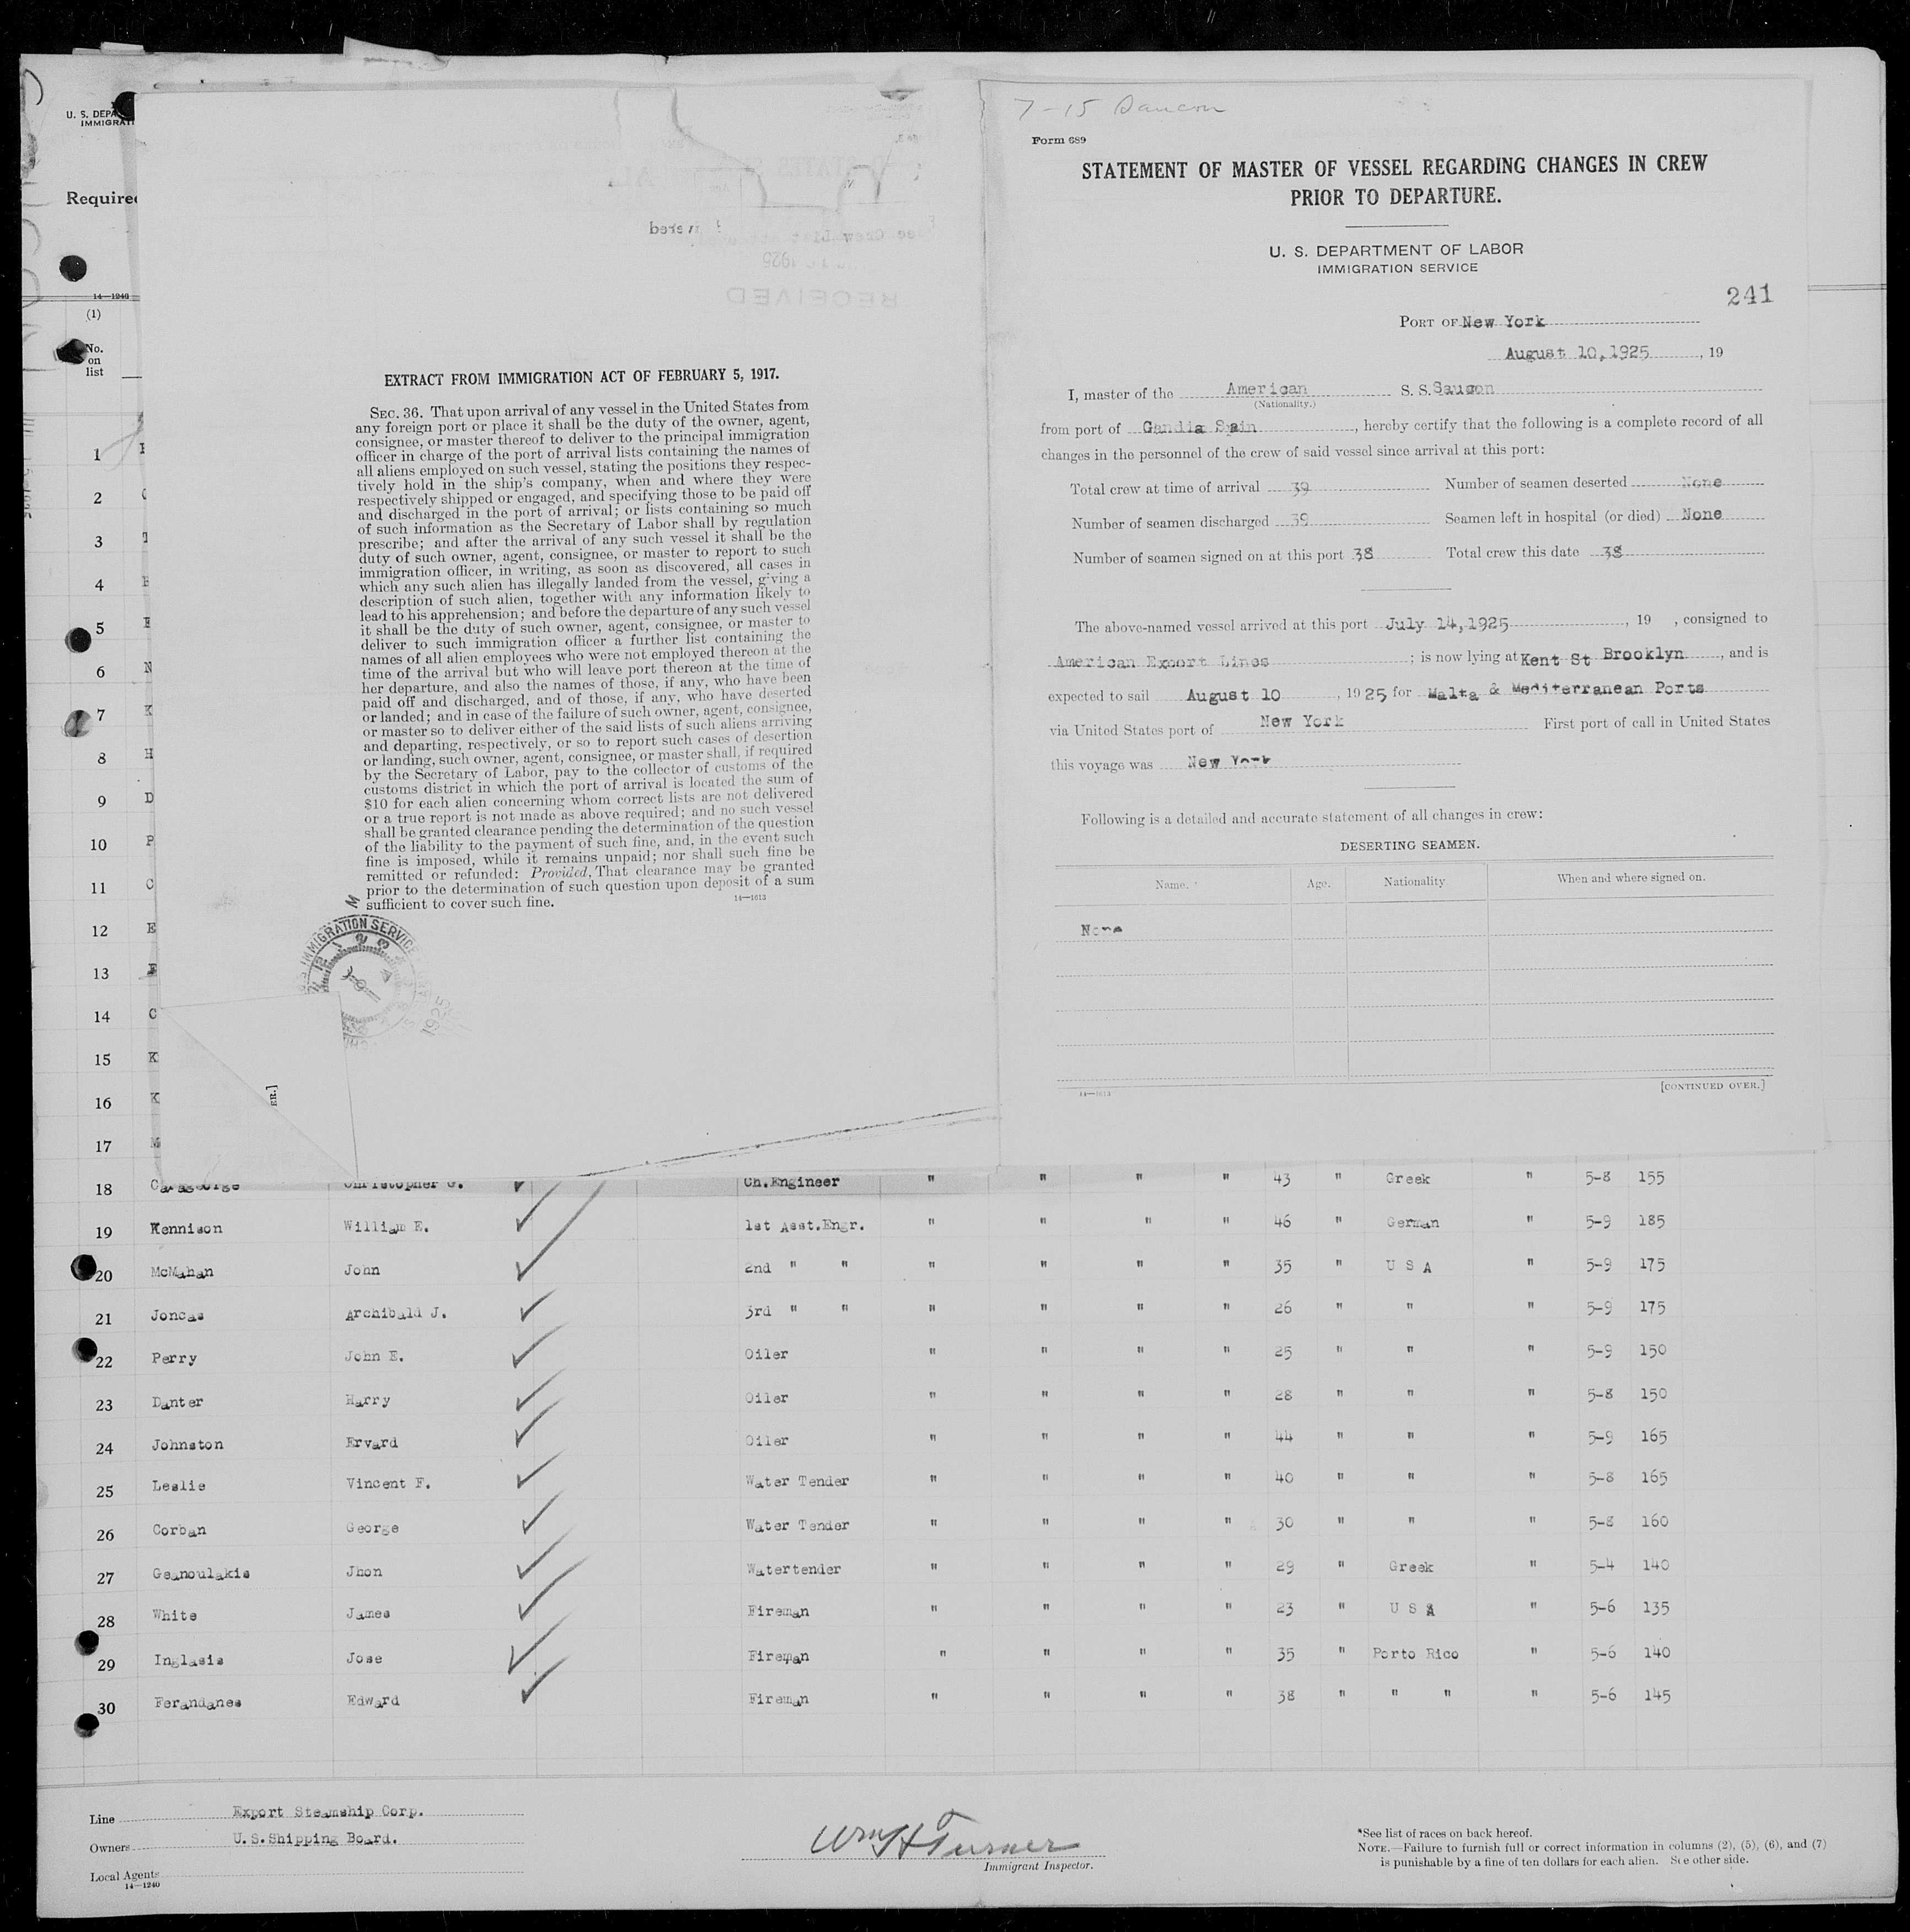 U. S. DEPA
IMMIGRATI
Require
14—1240
(1)
No.
on
list
1
2
3
4
5
6
7
8
9
10
11
12
13
14
15
16
17
EXTRACT FROM IMMIGRATION ACT OF FEBRUARY 5, 1917.
SEC. 36. That upon arrival of any vessel in the United States from
any foreign port or place it shall be the duty of the owner, agent,
consignee, or master thereof to deliver to the principal immigration
officer in charge of the port of arrival lists containing the names of
all aliens employed on such vessel, stating the positions they respec-
tively hold in the ship's company, when and where they were
respectively shipped or engaged, and specifying those to be paid off
and discharged in the port of arrival; or lists containing so much
of such information as the Secretary of Labor shall by regulation
prescribe; and after the arrival of any such vessel it shall be the
duty of such owner, agent, consignee, or master to report to such
immigration officer, in writing, as soon as discovered, all cases in
which any such alien has illegally landed from the vessel, giving a
description of such alien, together with any information likely to
lead to his apprehension; and before the departure of any such vessel
it shall be the duty of such owner, agent, consignee, or master to
deliver to such immigration officer a further list containing the
names of all alien employees who were not employed thereon at the
time of the arrival but who will leave port thereon at the time of
her departure, and also the names of those, if any, who have been
paid off and discharged, and of those, if any, who have deserted
or landed; and in case of the failure of such owner, agent, consignee,
or master so to deliver either of the said lists of such aliens arriving
and departing, respectively, or so to report such cases of desertion
or landing, such owner, agent, consignee, or master shall, if required
by the Secretary of Labor, pay to the collector of customs of the
customs district in which the port of arrival is located the sum of
$10 for each alien concerning whom correct lists are not delivered
or a true report is not made as above required; and no such vessel
shall be granted clearance pending the determination of the question
of the liability to the payment of such fine, and, in the event such
fine is imposed, while it remains unpaid; nor shall such fine be
remitted or refunded: Provided, That clearance may be granted
prior to the determination of such question upon deposit of a sum
sufficient to cover such fine.
14—1613
IMMIGRATION SERVICE
1925
ER.]
7-15 Saucon
Form 689
STATEMENT OF MASTER OF VESSEL REGARDING CHANGES IN CREW
PRIOR TO DEPARTURE.
U. S. DEPARTMENT OF LABOR
IMMIGRATION SERVICE
241
PORT OF New York
August 10,1925 , 19
I, master of the American S. S. Saucon
(Nationality.)
from port of Gandia Spain , hereby certify that the following is a complete record of all
changes in the personnel of the crew of said vessel since arrival at this port:
Total crew at time of arrival 39 Number of seamen deserted None
Number of seamen discharged 39 Seamen left in hospital (or died) None
Number of seamen signed on at this port 38 Total crew this date 38
The above-named vessel arrived at this port July 14,1925 , 19 , consigned to
American Export Lines ; is now lying at Kent St Brooklyn , and is
expected to sail August 10 , 1925 for Malta & Mediterranean Ports
via United States port of New York First port of call in United States
this voyage was New York
Following is a detailed and accurate statement of all changes in crew:
DESERTING SEAMEN.
Name. Age. Nationality When and where signed on.
None
14—1613
[CONTINUED OVER.]
18 Carageorge Christopher G. Ch.Engineer " " " " 43 " Greek " 5-8 155
19 Kennison William E. 1st Asst.Engr. " " " " 46 " German " 5-9 185
20 McMahan John 2nd " " " " " " 35 " U S A " 5-9 175
21 Joncas Archibald J. 3rd " " " " " " 26 " " " 5-9 175
22 Perry John E. Oiler " " " " 25 " " " 5-9 150
23 Danter Harry Oiler " " " " 28 " " " 5-8 150
24 Johnston Ervard Oiler " " " " 44 " " " 5-9 165
25 Leslie Vincent F. Water Tender " " " " 40 " " " 5-8 165
26 Corban George Water Tender " " " " 30 " " " 5-8 160
27 Geanoulakis Jhon Watertender " " " " 29 " Greek " 5-4 140
28 White James Fireman " " " " 23 " U S A " 5-6 135
29 Inglasis Jose Fireman " " " " 35 " Porto Rico " 5-6 140
30 Ferandanes Edward Fireman " " " " 38 " " " " 5-6 145
Line Export Steamship Corp.
Owners U.S.Shipping Board.
Local Agents
14—1240
Wm H Turner
Immigrant Inspector.
*See list of races on back hereof.
NOTE.—Failure to furnish full or correct information in columns (2), (5), (6), and (7)
is punishable by a fine of ten dollars for each alien. See other side.